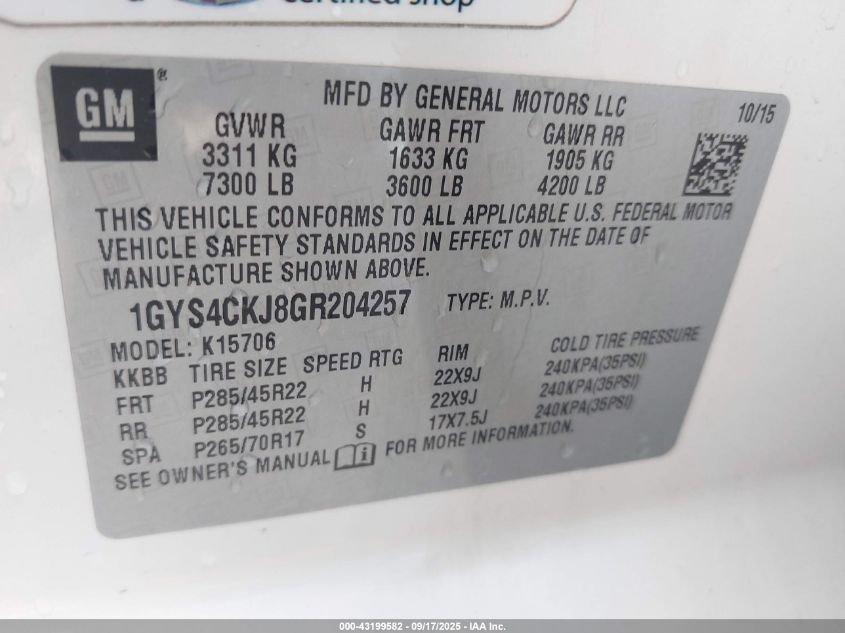 certified shop
GM®
MFD BY GENERAL MOTORS LLC 10/15
GVWR GAWR FRT GAWR RR
3311 KG 1633 KG 1905 KG
7300 LB 3600 LB 4200 LB
THIS VEHICLE CONFORMS TO ALL APPLICABLE U.S. FEDERAL MOTOR
VEHICLE SAFETY STANDARDS IN EFFECT ON THE DATE OF
MANUFACTURE SHOWN ABOVE.
1GYS4CKJ8GR204257 TYPE: M.P.V.
MODEL: K15706
KKBB TIRE SIZE SPEED RTG RIM COLD TIRE PRESSURE
FRT P285/45R22 H 22X9J 240KPA(35PSI)
RR P285/45R22 H 22X9J 240KPA(35PSI)
SPA P265/70R17 S 17X7.5J 240KPA(35PSI)
SEE OWNER'S MANUAL i FOR MORE INFORMATION.
000-43199582 - 09/17/2025 - IAA Inc.